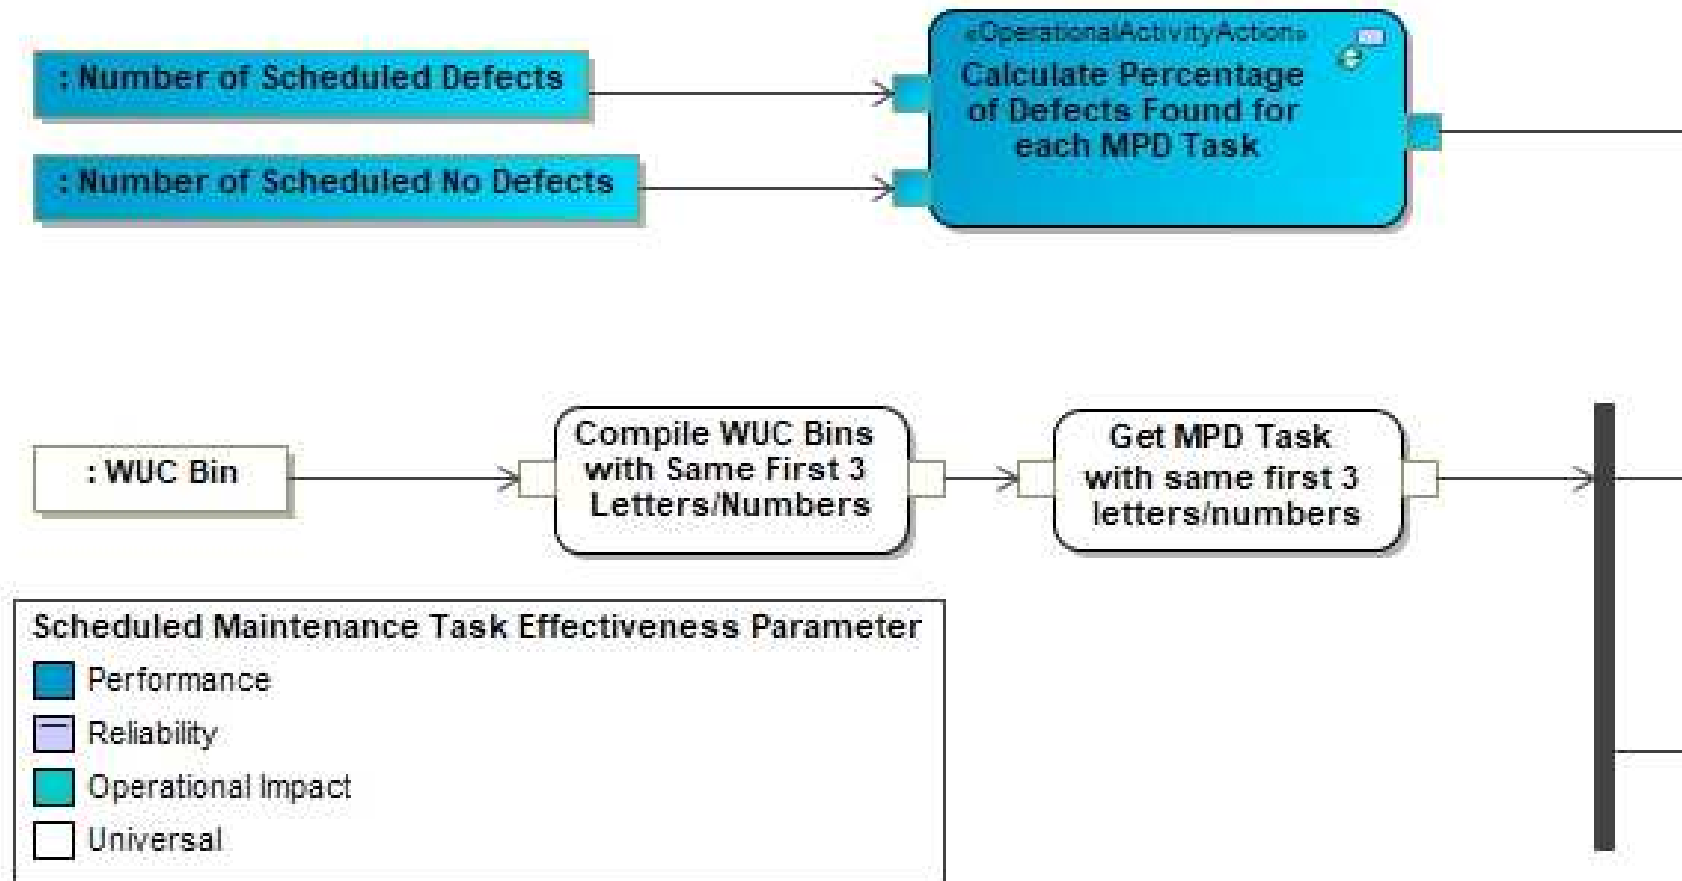 : Number of Scheduled Defects
: Number of Scheduled No Defects
«OperationalActivityAction»
Calculate Percentage
of Defects Found for
each MPD Task
: WUC Bin
Compile WUC Bins
with Same First 3
Letters/Numbers
Get MPD Task
with same first 3
letters/numbers
Scheduled Maintenance Task Effectiveness Parameter
Performance
Reliability
Operational Impact
Universal